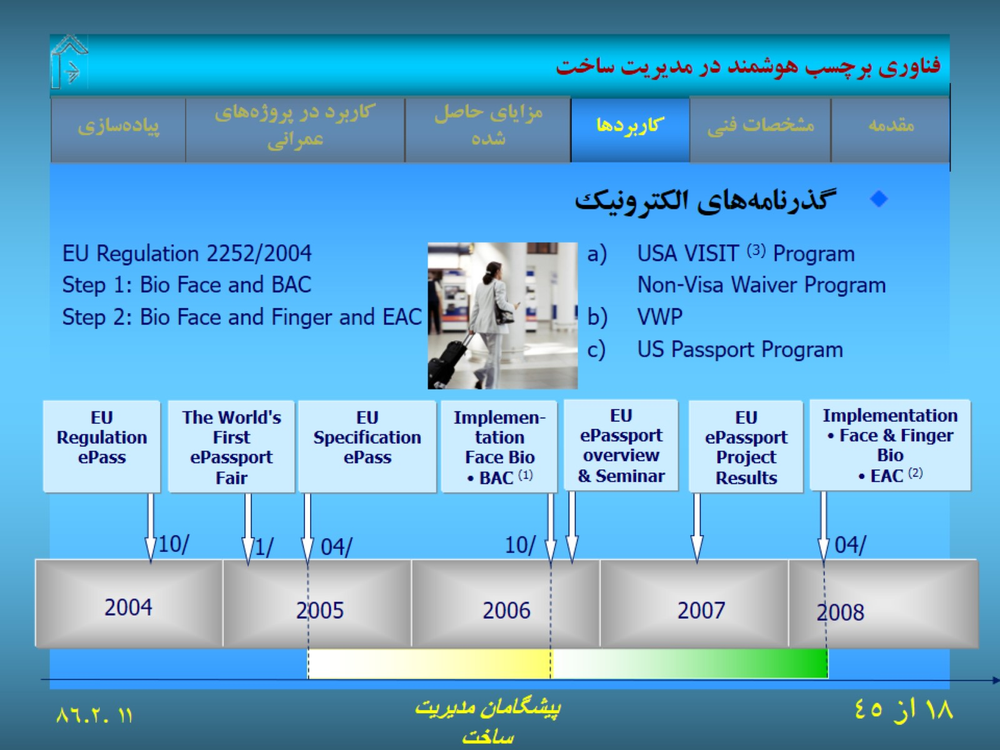 فناوری برچسب هوشمند در مدیریت ساخت
مقدمه
مشخصات فنی
کاربردها
مزایای حاصل
شده
کاربرد در پروژه‌های
عمرانی
پیاده‌سازی
گذرنامه‌های الکترونیک
EU Regulation 2252/2004
Step 1: Bio Face and BAC
Step 2: Bio Face and Finger and EAC
a) USA VISIT (3) Program
Non-Visa Waiver Program
b) VWP
c) US Passport Program
EU
Regulation
ePass
The World's
First
ePassport
Fair
EU
Specification
ePass
Implemen-
tation
Face Bio
• BAC (1)
EU
ePassport
overview
& Seminar
EU
ePassport
Project
Results
Implementation
• Face & Finger
Bio
• EAC (2)
10/
1/
04/
10/
04/
2004
2005
2006
2007
2008
۸۶.۲. ۱۱
پیشگامان مدیریت
ساخت
۱۸ از ٤٥